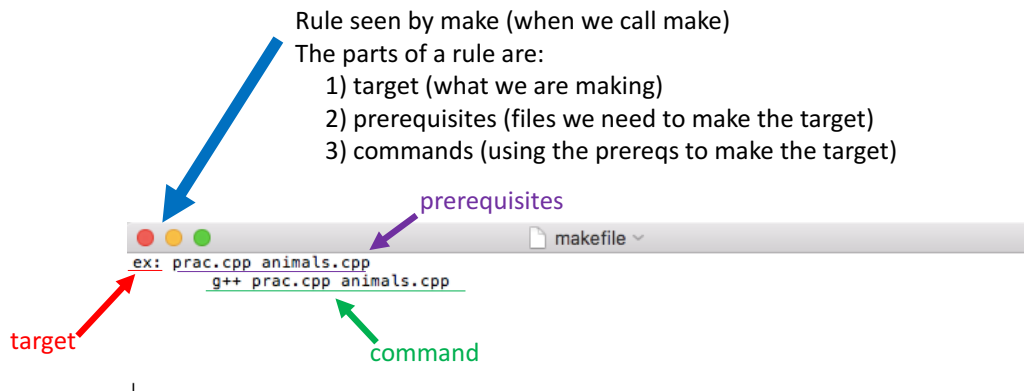 Rule seen by make (when we call make)
The parts of a rule are:
1) target (what we are making)
2) prerequisites (files we need to make the target)
3) commands (using the prereqs to make the target)
prerequisites
makefile
ex: prac.cpp animals.cpp
g++ prac.cpp animals.cpp
target
command